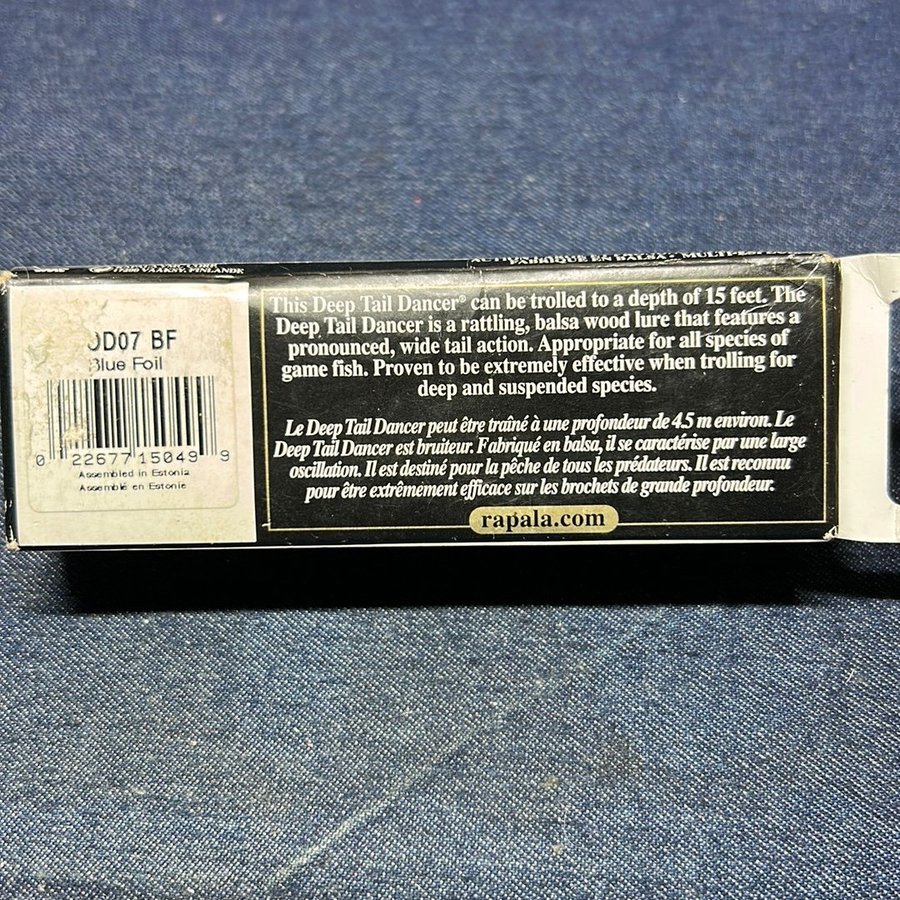 17200 VÄÄKSY, FINLANDE
DD07 BF
Blue Foil
0 22677 15049 9
Assembled in Estonia
Assemblé en Estonie
This Deep Tail Dancer® can be trolled to a depth of 15 feet. The
Deep Tail Dancer is a rattling, balsa wood lure that features a
pronounced, wide tail action. Appropriate for all species of
game fish. Proven to be extremely effective when trolling for
deep and suspended species.
Le Deep Tail Dancer peut être traîné à une profondeur de 4.5 m environ. Le
Deep Tail Dancer est bruiteur. Fabriqué en balsa, il se caractérise par une large
oscillation. Il est destiné pour la pêche de tous les prédateurs. Il est reconnu
pour être extrêmement efficace sur les brochets de grande profondeur.
rapala.com